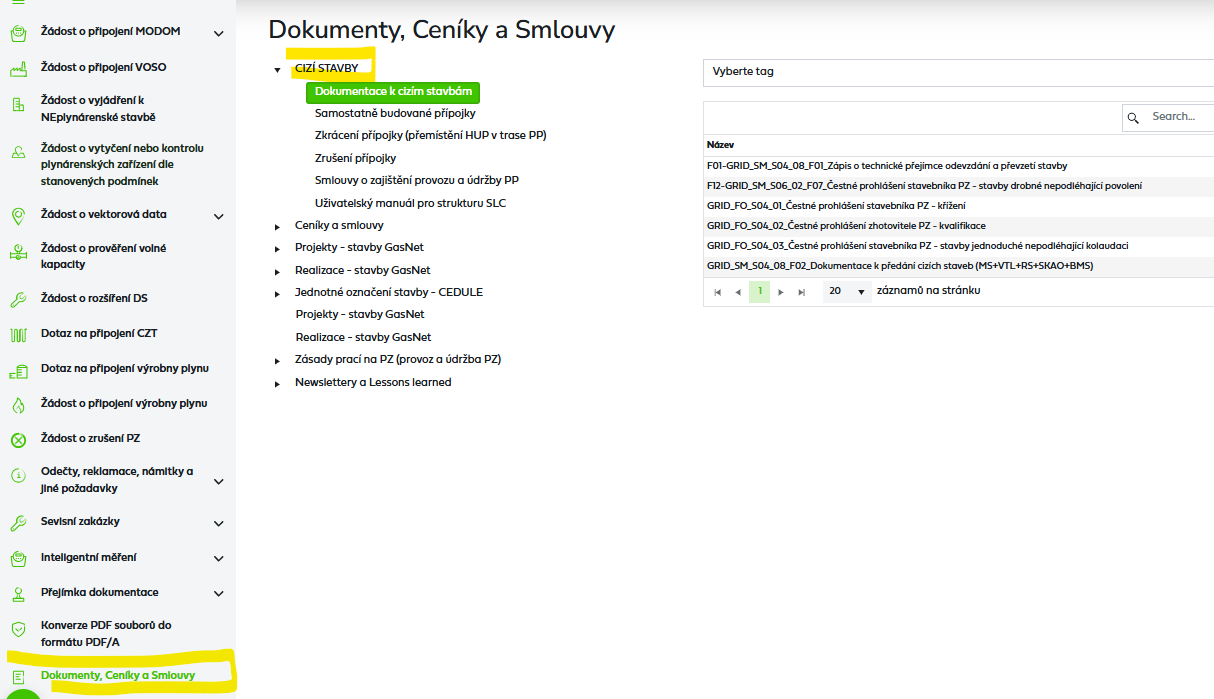 Žádost o připojení MODOM
Žádost o připojení VOSO
Žádost o vyjádření k
NEplynárenské stavbě
Žádost o vytyčení nebo kontrolu
plynárenských zařízení dle
stanovených podmínek
Žádost o vektorová data
Žádost o prověření volné
kapacity
Žádost o rozšíření DS
Dotaz na připojení CZT
Dotaz na připojení výrobny plynu
Žádost o připojení výrobny plynu
Žádost o zrušení PZ
Odečty, reklamace, námitky a
jiné požadavky
Sevisní zakázky
Inteligentní měření
Přejímka dokumentace
Konverze PDF souborů do
formátu PDF/A
Dokumenty, Ceníky a Smlouvy
Dokumenty, Ceníky a Smlouvy
CIZÍ STAVBY
Dokumentace k cizím stavbám
Samostatně budované přípojky
Zkrácení přípojky (přemístění HUP v trase PP)
Zrušení přípojky
Smlouvy o zajištění provozu a údržby PP
Uživatelský manuál pro strukturu SLC
Ceníky a smlouvy
Projekty - stavby GasNet
Realizace - stavby GasNet
Jednotné označení stavby - CEDULE
Projekty - stavby GasNet
Realizace - stavby GasNet
Zásady prací na PZ (provoz a údržba PZ)
Newslettery a Lessons learned
Vyberte tag
Search...
Název
F01-GRID_SM_S04_08_F01_Zápis o technické přejímce odevzdání a převzetí stavby
F12-GRID_SM_S06_02_F07_Čestné prohlášení stavebníka PZ - stavby drobné nepodléhající povolení
GRID_FO_S04_01_Čestné prohlášení stavebníka PZ - křížení
GRID_FO_S04_02_Čestné prohlášení zhotovitele PZ - kvalifikace
GRID_FO_S04_03_Čestné prohlášení stavebníka PZ - stavby jednoduché nepodléhající kolaudaci
GRID_SM_S04_08_F02_Dokumentace k předání cizích staveb (MS+VTL+RS+SKAO+BMS)
1 20 záznamů na stránku